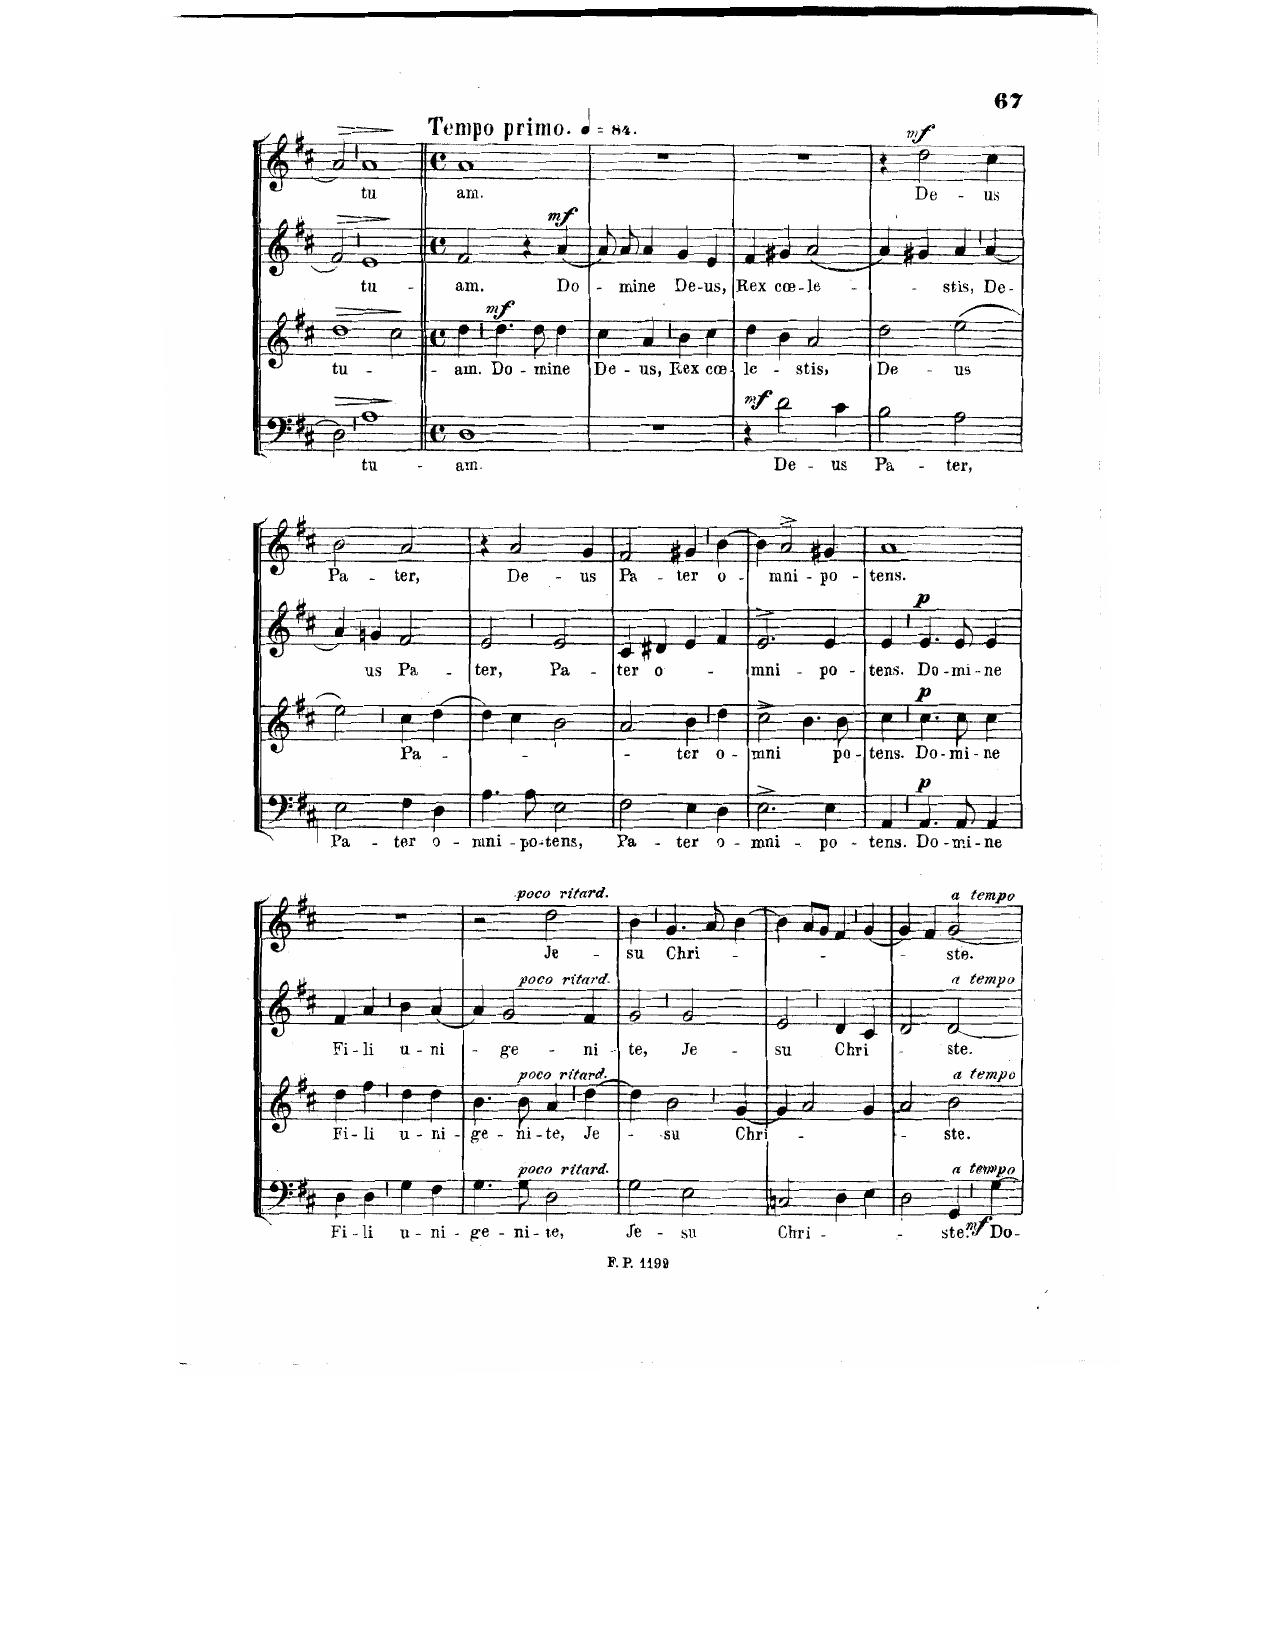 67
Tempo primo. ♩ = 84.
tu am. De - us
mf
tu - am. Do - mine De-us, Rex cœ-le - - stis, De-
mf
tu - - am. Do - mine De - us, Rex cœ- le - stis, De - us
mf
tu - am. De - us Pa - ter,
mf
Pa - ter, De - us Pa - ter o - mni - po - tens.
us Pa - ter, Pa - ter o - mni - po - tens. Do - mi - ne
p
Pa - - - ter o - mni po - tens. Do - mi - ne
p
Pa - ter o - mni - po - tens, Pa - ter o - mni - po - tens. Do - mi - ne
p
poco ritard. a tempo
Je - su Chri - - - - ste.
poco ritard. a tempo
Fi - li u - ni - ge - ni - te, Je - su Chri - ste.
poco ritard. a tempo
Fi - li u - ni - ge - ni - te, Je - su Chri - - ste.
poco ritard. a tempo
Fi - li u - ni - ge - ni - te, Je - su Chri - - ste. mf Do -
F. P. 1199